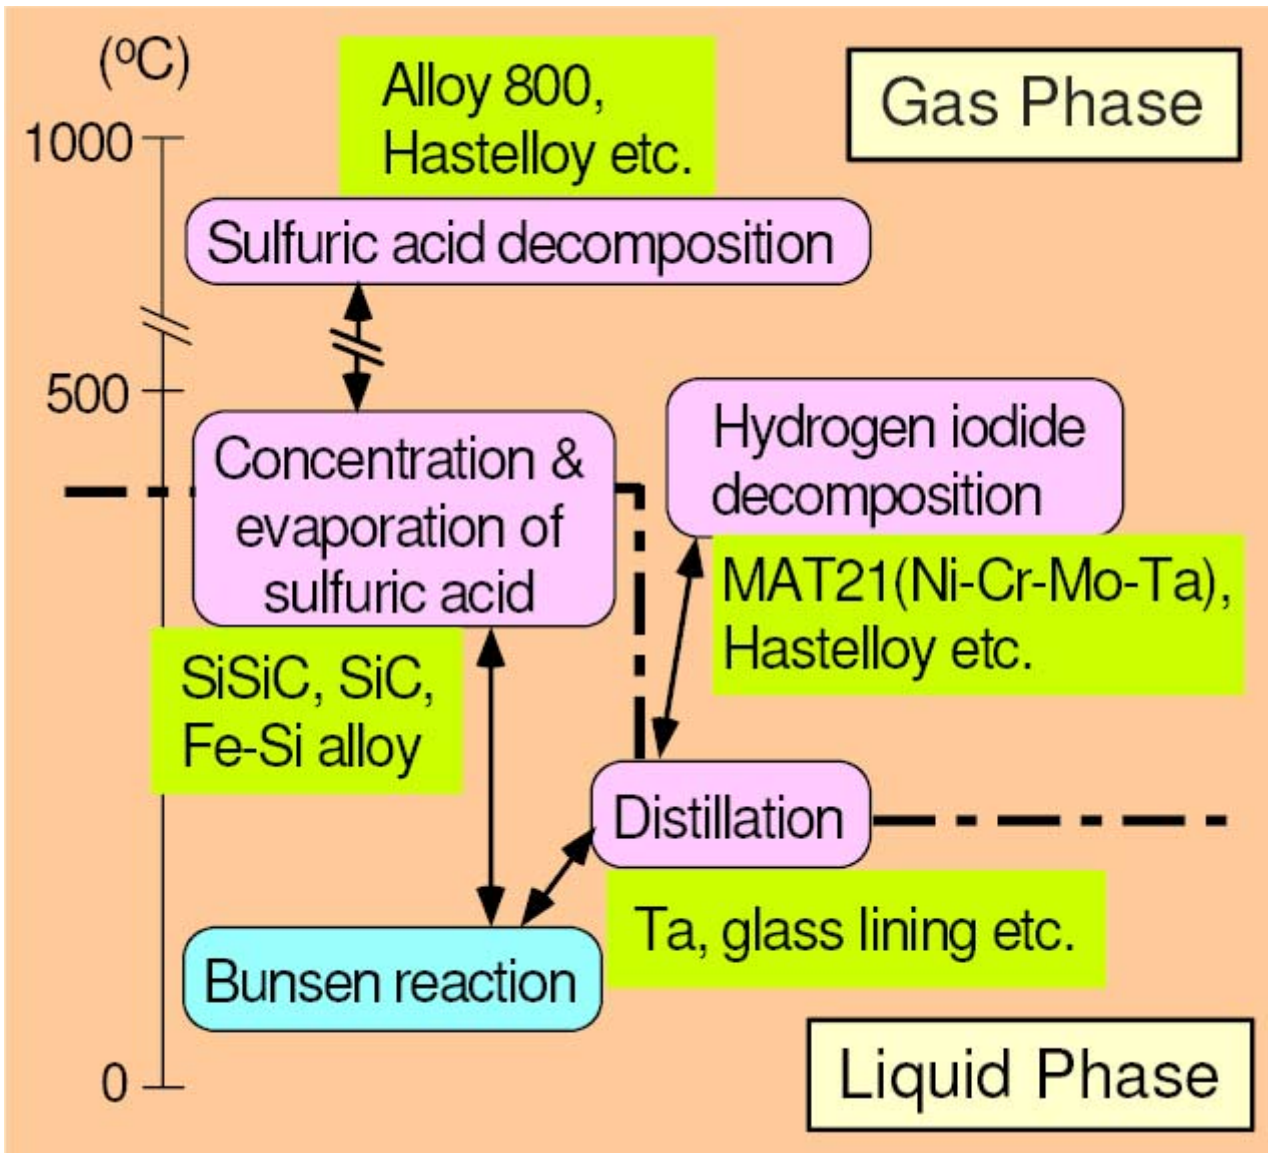 (ºC)
Alloy 800,
Hastelloy etc.
Gas Phase
1000
Sulfuric acid decomposition
500
Concentration &
evaporation of
sulfuric acid
Hydrogen iodide
decomposition
MAT21(Ni-Cr-Mo-Ta),
Hastelloy etc.
SiSiC, SiC,
Fe-Si alloy
Distillation
Ta, glass lining etc.
Bunsen reaction
0
Liquid Phase